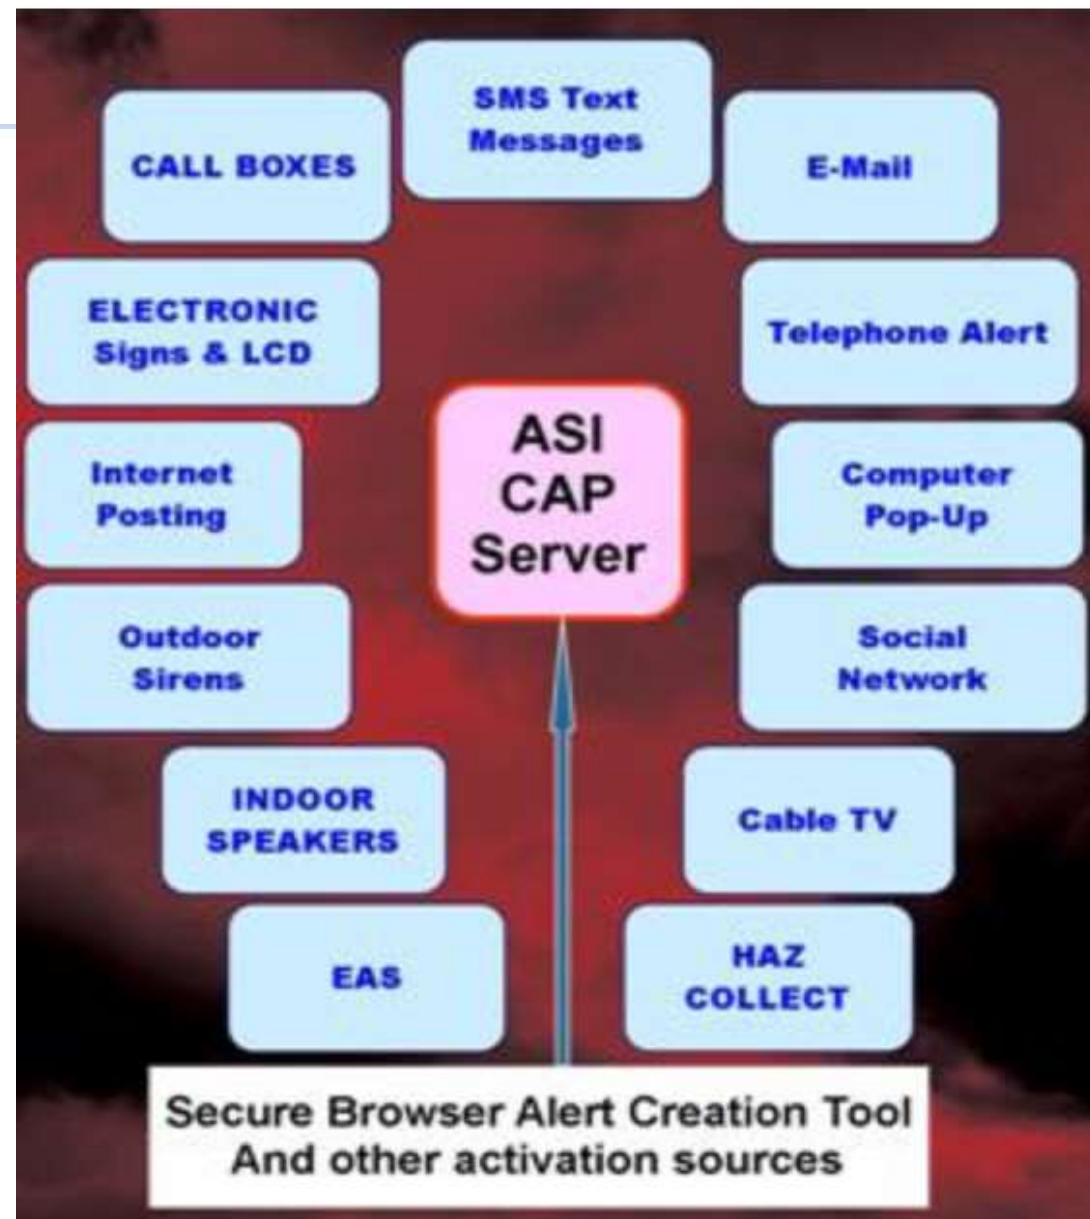 SMS Text
Messages
CALL BOXES
E-Mail
ELECTRONIC
Signs & LCD
Telephone Alert
ASI
CAP
Server
Internet
Posting
Computer
Pop-Up
Outdoor
Sirens
Social
Network
INDOOR
SPEAKERS
Cable TV
EAS
HAZ
COLLECT
Secure Browser Alert Creation Tool
And other activation sources